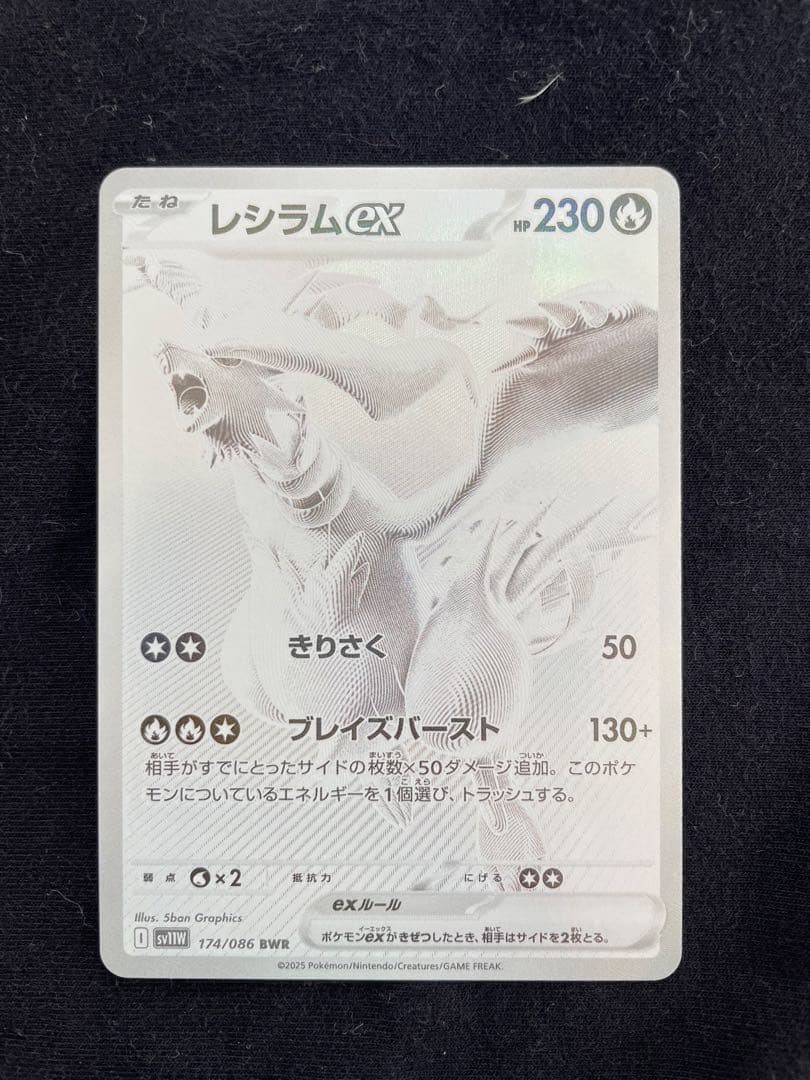 たね レシラムex HP230
きりさく 50
ブレイズバースト 130+
相手がすでにとったサイドの枚数×50ダメージ追加。このポケ
モンについているエネルギーを1個選び、トラッシュする。
弱点 ×2 抵抗力 にげる
exルール
ポケモンexがきぜつしたとき、相手はサイドを2枚とる。
Illus. 5ban Graphics
I sv11W 174/086 BWR
©2025 Pokémon/Nintendo/Creatures/GAME FREAK.